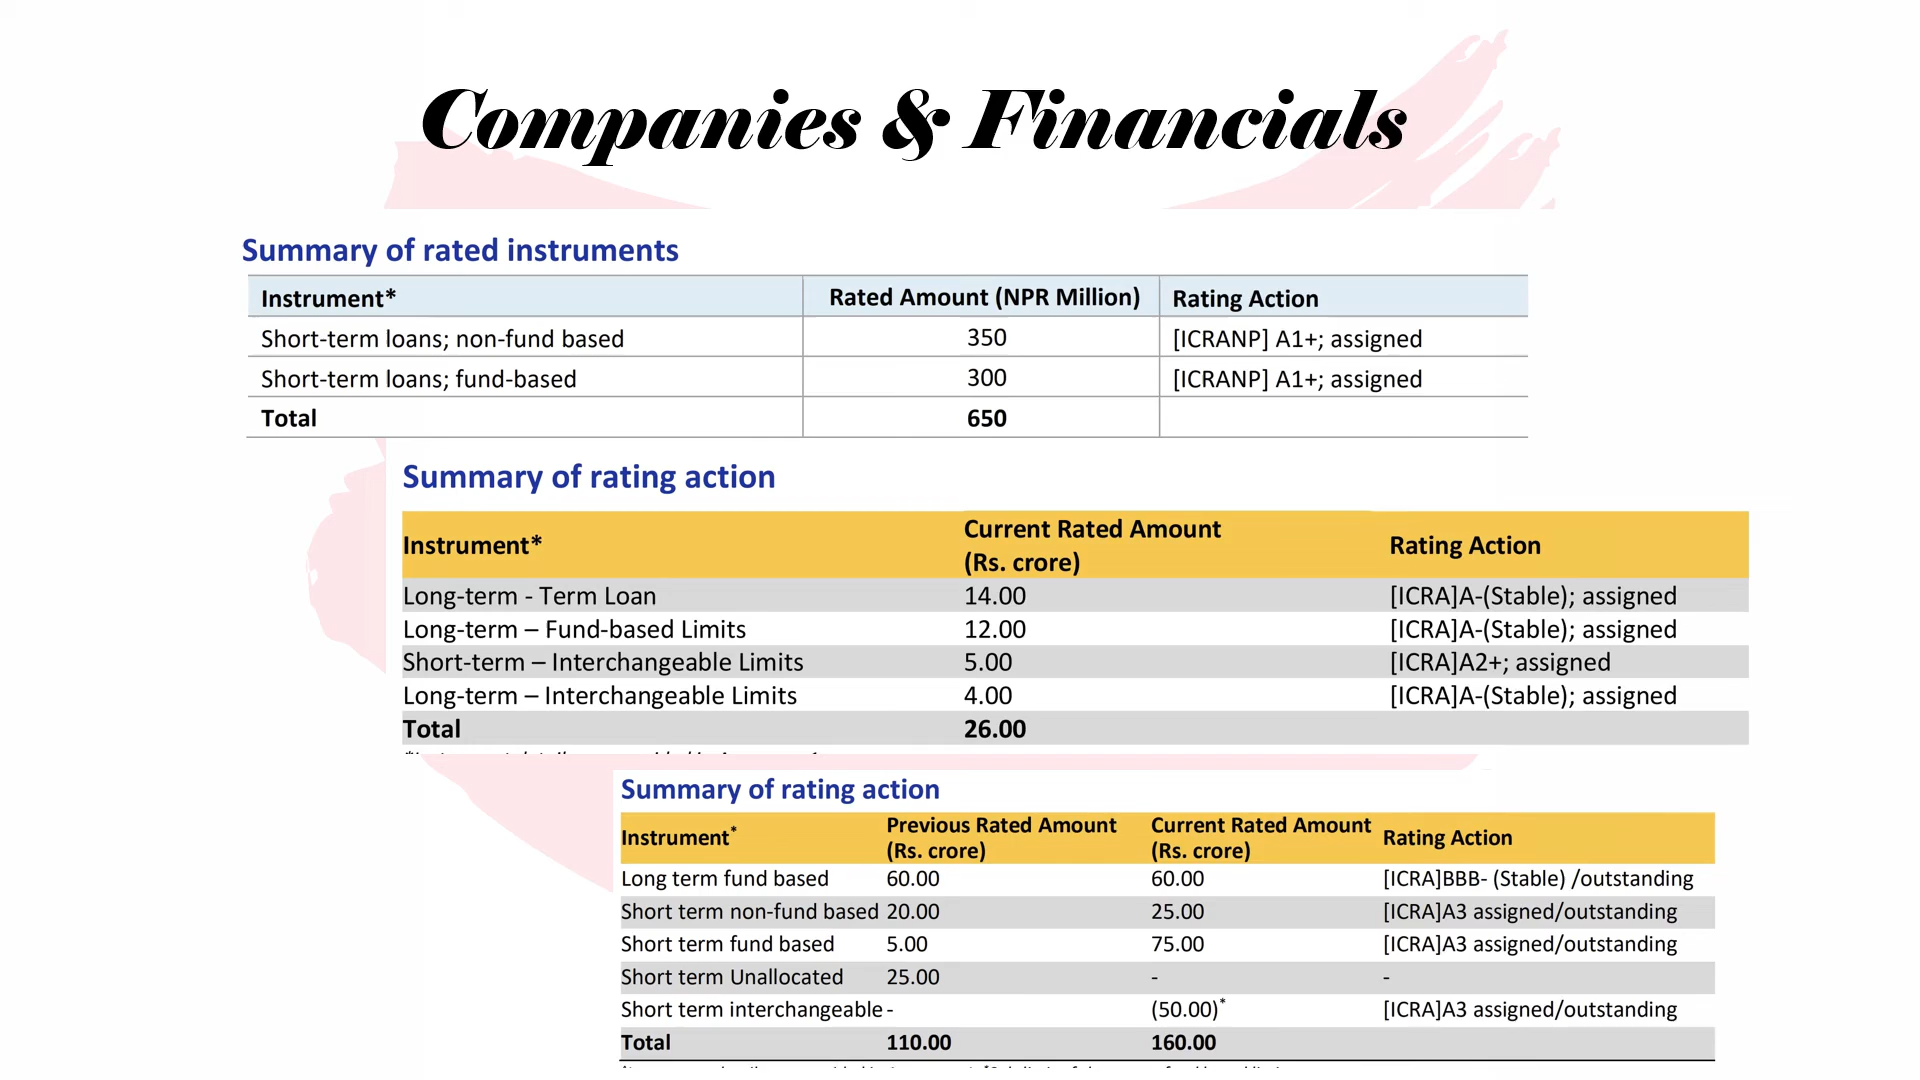 Companies & Financials
Summary of rated instruments
Instrument* Rated Amount (NPR Million) Rating Action
Short-term loans; non-fund based 350 [ICRANP] A1+; assigned
Short-term loans; fund-based 300 [ICRANP] A1+; assigned
Total 650
Summary of rating action
Instrument* Current Rated Amount (Rs. crore) Rating Action
Long-term - Term Loan 14.00 [ICRA]A-(Stable); assigned
Long-term – Fund-based Limits 12.00 [ICRA]A-(Stable); assigned
Short-term – Interchangeable Limits 5.00 [ICRA]A2+; assigned
Long-term – Interchangeable Limits 4.00 [ICRA]A-(Stable); assigned
Total 26.00
Summary of rating action
Instrument* Previous Rated Amount (Rs. crore) Current Rated Amount (Rs. crore) Rating Action
Long term fund based 60.00 60.00 [ICRA]BBB- (Stable) /outstanding
Short term non-fund based 20.00 25.00 [ICRA]A3 assigned/outstanding
Short term fund based 5.00 75.00 [ICRA]A3 assigned/outstanding
Short term Unallocated 25.00 - -
Short term interchangeable - (50.00)* [ICRA]A3 assigned/outstanding
Total 110.00 160.00